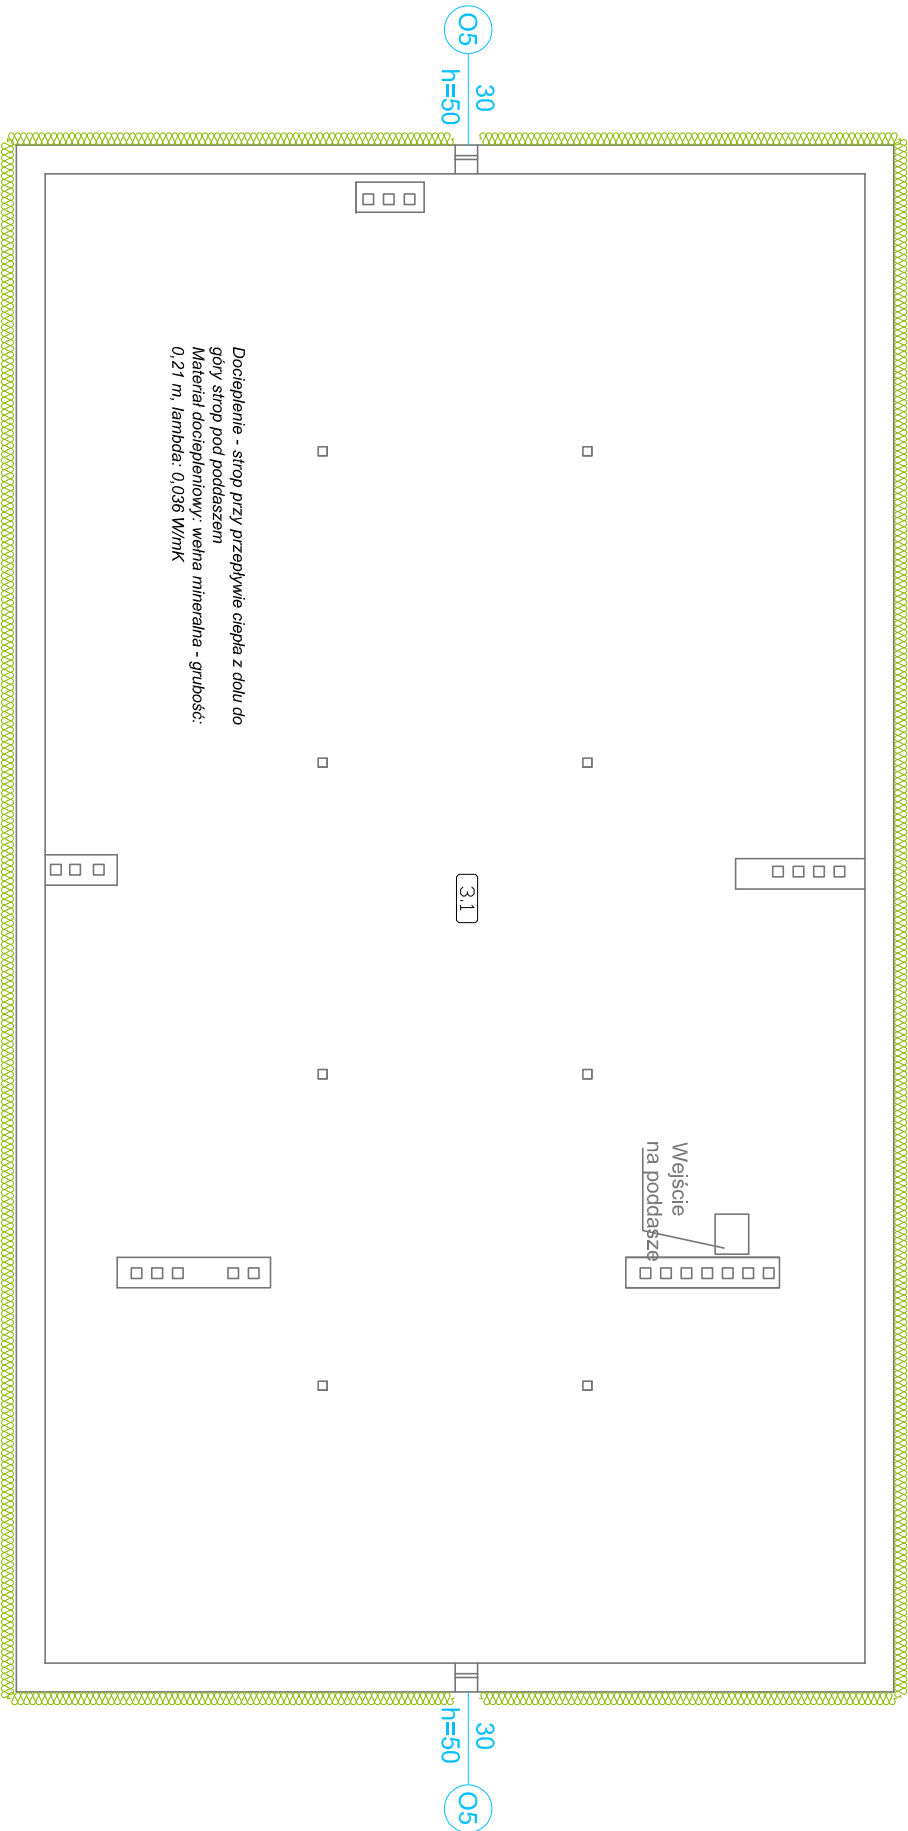 O5
30
h=50
Docieplenie - strop przy przepływie ciepła z dołu do
góry strop pod poddaszem
Materiał dociepleniowy: wełna mineralna - grubość:
0,21 m, lambda: 0,036 W/mK
3.1
Wejście
na poddasze
30
h=50
O5